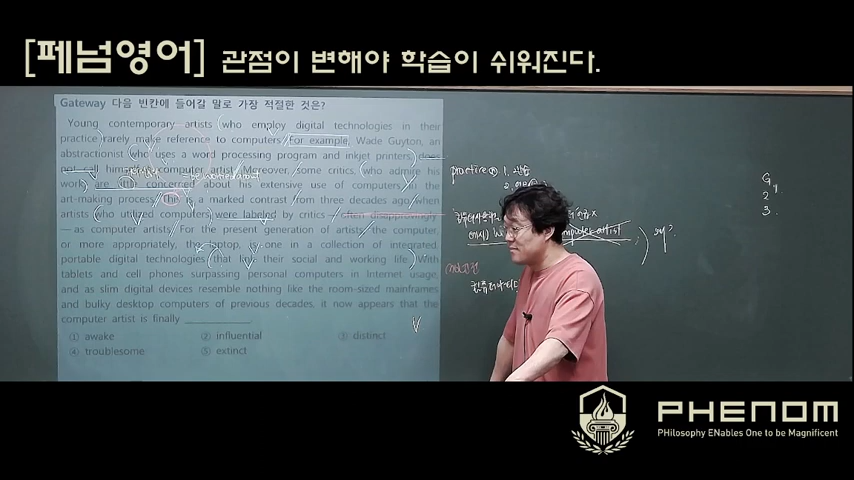 [페넘영어] 관점이 변해야 학습이 쉬워진다.
Gateway 다음 빈칸에 들어갈 말로 가장 적절한 것은?
Young contemporary artists who employ digital technologies in their
practice rarely make reference to computers. For example, Wade Guyton, an
abstractionist who uses a word processing program and inkjet printers, does
not call himself a computer artist. Moreover, some critics, who admire his
work, are little concerned about his extensive use of computers in the
art-making process. This is a marked contrast from three decades ago, when
artists who utilized computers were labeled by critics — often disapprovingly
— as computer artists. For the present generation of artists, the computer,
or more appropriately, the laptop, is one in a collection of integrated,
portable digital technologies that link their social and working life. With
tablets and cell phones surpassing personal computers in Internet usage,
and as slim digital devices resemble nothing like the room-sized mainframes
and bulky desktop computers of previous decades, it now appears that the
computer artist is finally
① awake ② influential ③ distinct
④ troublesome ⑤ extinct
be worried about
practice ⓝ 1.
2.
computer artist
G
2
3.
V
PHENOM
PHilosophy ENables One to be Magnificent